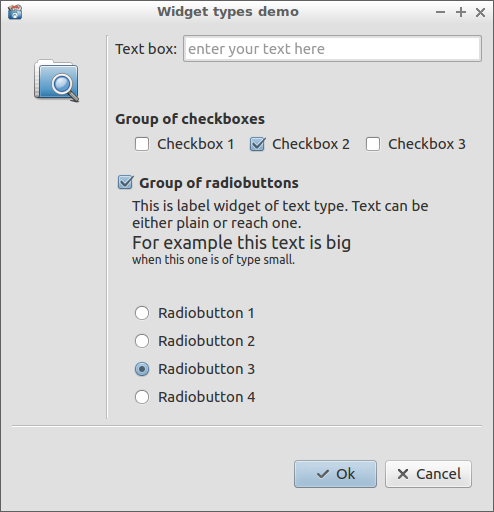 Widget types demo
Text box: enter your text here
Group of checkboxes
Checkbox 1 Checkbox 2 Checkbox 3
Group of radiobuttons
This is label widget of text type. Text can be
either plain or reach one.
For example this text is big
when this one is of type small.
Radiobutton 1
Radiobutton 2
Radiobutton 3
Radiobutton 4
Ok Cancel